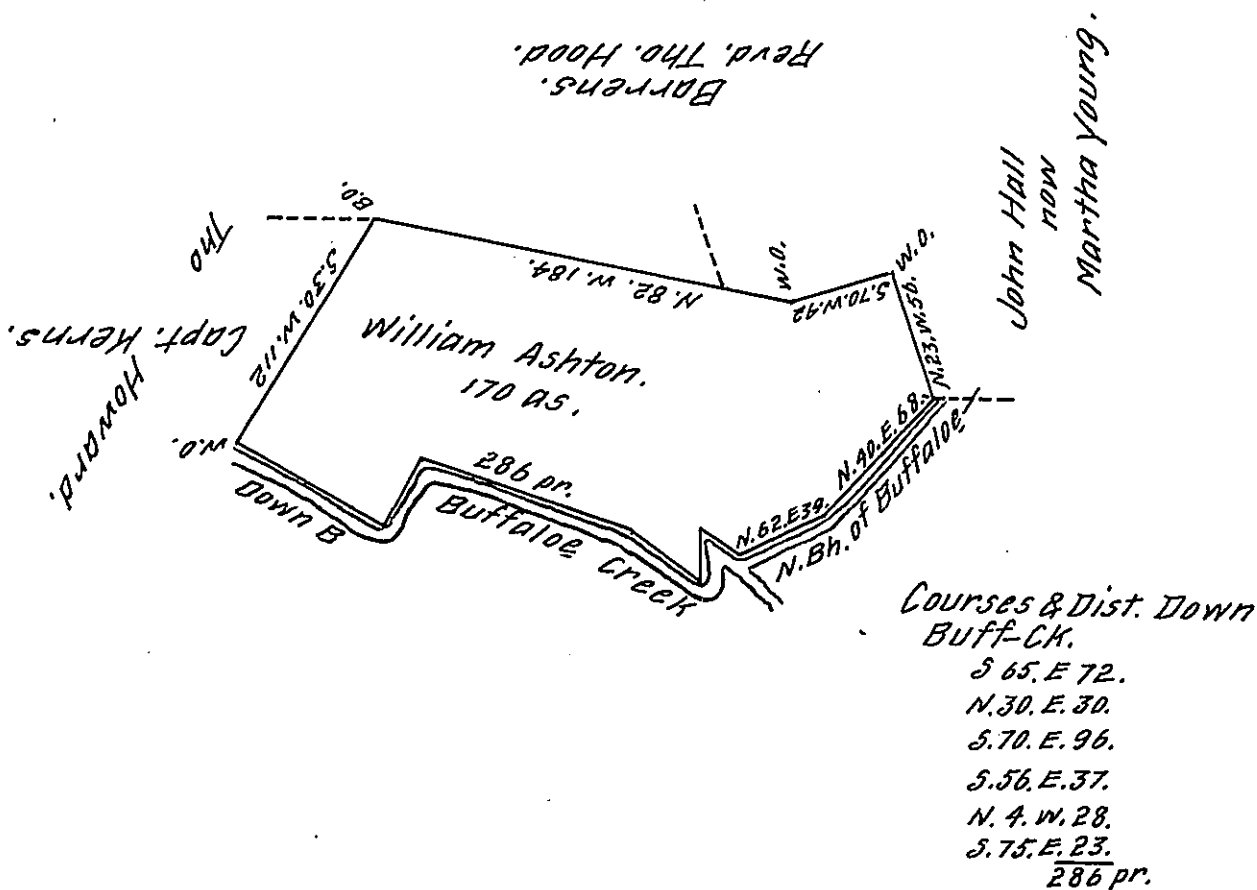 Barrens.
Revd. Tho. Hood.
John Hall
now
Martha Young.
Tho
Howard.
Capt. Kerns.
B.O.
S.30.W.112
W.O.
N.82.W.184.
W.O.
S.70.W.42
W.O.
N.23.W.56.
William Ashton.
170 as.
N.40.E.68.
N.62.E39.
N.Bh. of Buffaloe
286 pr.
Down B
Buffaloe Creek
Courses & Dist. Down
Buff-CK.
S 65. E 72.
N.30. E. 30.
S.70. E. 96.
S.56. E. 37.
N. 4. W. 28.
S.75. E. 23.
286 pr.